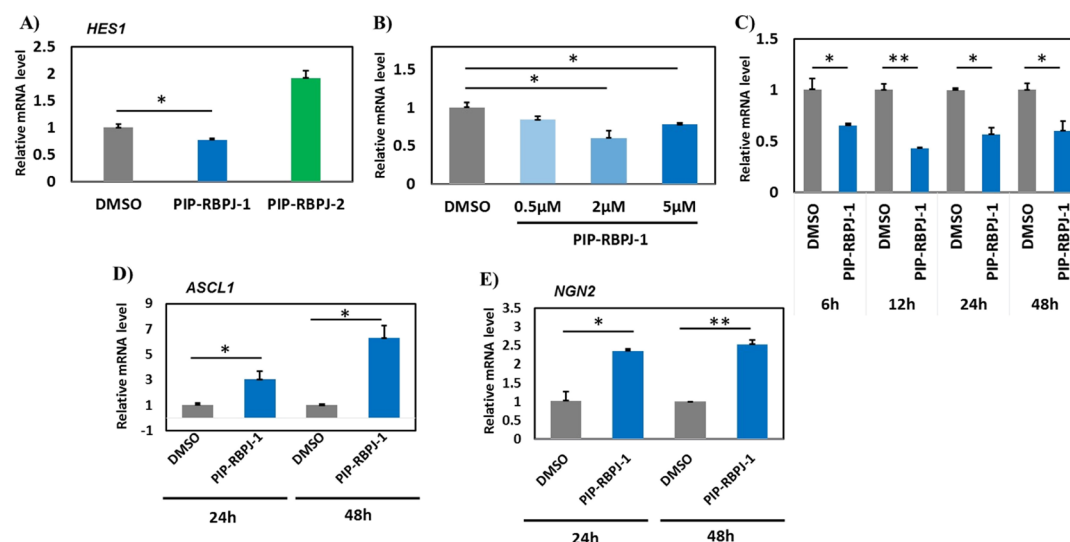 A) HES1
Relative mRNA level
2.5
2
1.5
1
0.5
0
*
DMSO PIP-RBPJ-1 PIP-RBPJ-2
B)
Relative mRNA level
1.5
1
0.5
0
*
*
DMSO 0.5µM 2µM 5µM
PIP-RBPJ-1
C)
Relative mRNA level
1.5
1
0.5
0
* ** * *
DMSO PIP-RBPJ-1 DMSO PIP-RBPJ-1 DMSO PIP-RBPJ-1 DMSO PIP-RBPJ-1
6h 12h 24h 48h
D) ASCL1
Relative mRNA level
9
7
5
3
1
-1
* *
DMSO PIP-RBPJ-1 DMSO PIP-RBPJ-1
24h 48h
E) NGN2
Relative mRNA level
3.5
3
2.5
2
1.5
1
0.5
0
* **
DMSO PIP-RBPJ-1 DMSO PIP-RBPJ-1
24h 48h